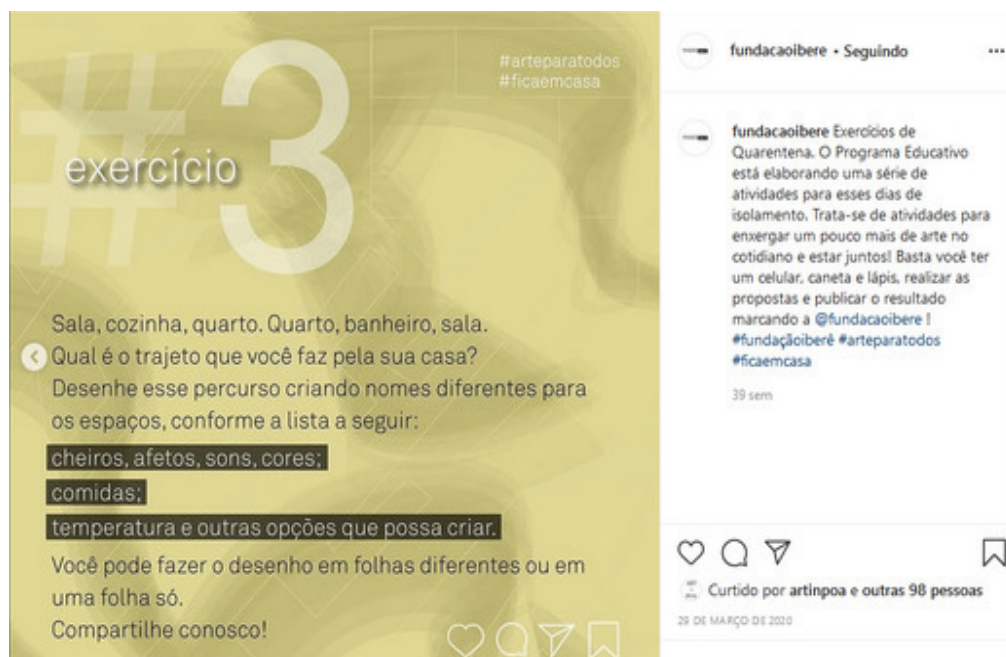 #3
exercício
#arteparatodos
#ficaemcasa
Sala, cozinha, quarto. Quarto, banheiro, sala.
Qual é o trajeto que você faz pela sua casa?
Desenhe esse percurso criando nomes diferentes para
os espaços, conforme a lista a seguir:
cheiros, afetos, sons, cores;
comidas;
temperatura e outras opções que possa criar.
Você pode fazer o desenho em folhas diferentes ou em
uma folha só.
Compartilhe conosco!
fundacaoibere • Seguindo
fundacaoibere Exercícios de
Quarentena. O Programa Educativo
está elaborando uma série de
atividades para esses dias de
isolamento. Trata-se de atividades para
enxergar um pouco mais de arte no
cotidiano e estar juntos! Basta você ter
um celular, caneta e lápis, realizar as
propostas e publicar o resultado
marcando a @fundacaoibere !
#fundaçãoiberê #arteparatodos
#ficaemcasa
39 sem
Curtido por artinpoa e outras 98 pessoas
29 DE MARÇO DE 2020